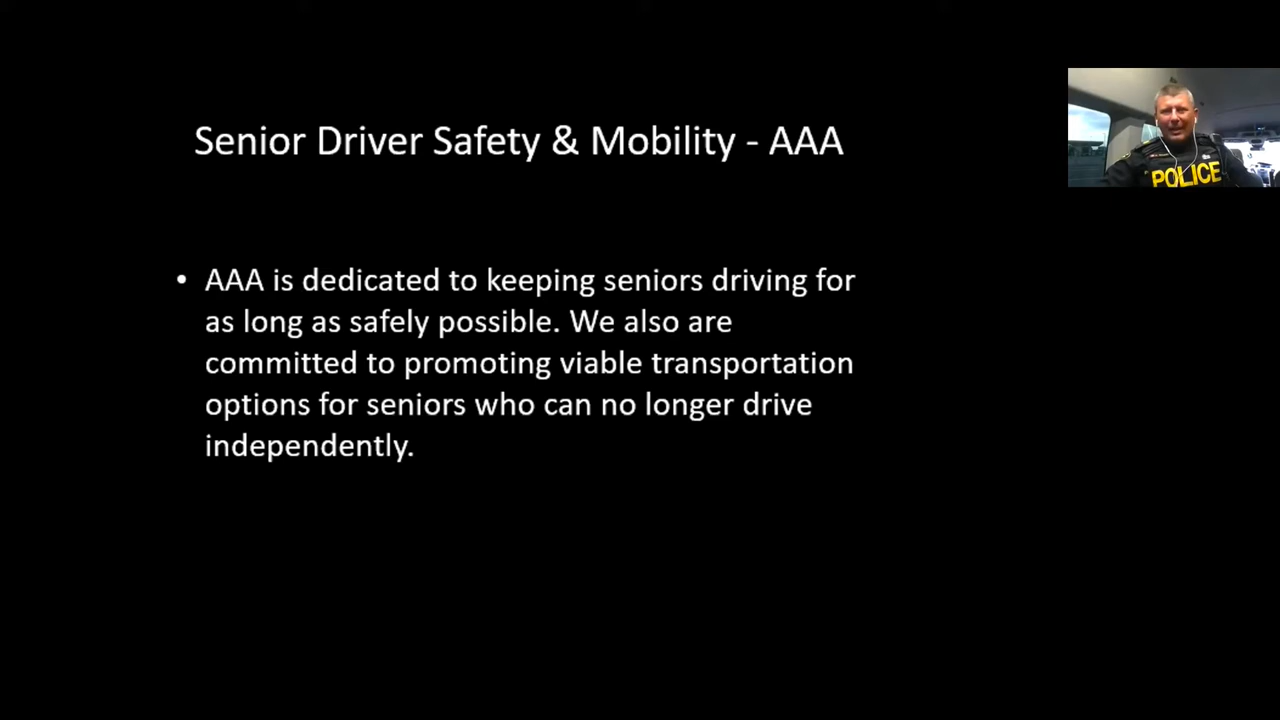 Senior Driver Safety & Mobility - AAA
• AAA is dedicated to keeping seniors driving for
as long as safely possible. We also are
committed to promoting viable transportation
options for seniors who can no longer drive
independently.
POLICE